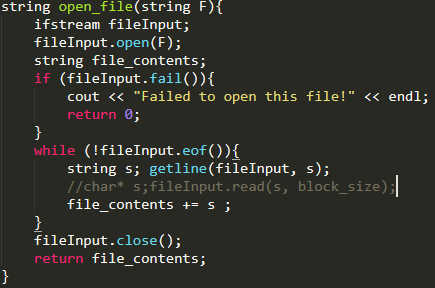 string open_file(string F){
    ifstream fileInput;
    fileInput.open(F);
    string file_contents;
    if (fileInput.fail()){
        cout << "Failed to open this file!" << endl;
        return 0;
    }
    while (!fileInput.eof()){
        string s; getline(fileInput, s);
        //char* s;fileInput.read(s, block_size);
        file_contents += s ;
    }
    fileInput.close();
    return file_contents;
}